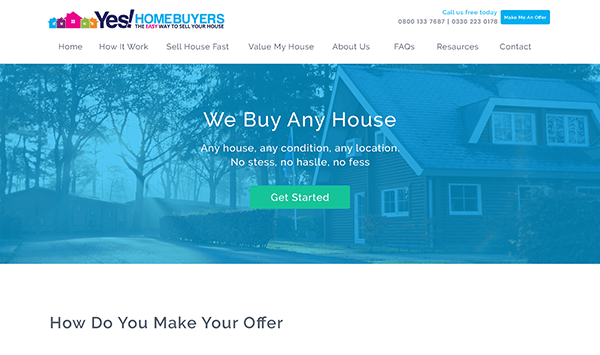 Yes! HOMEBUYERS
THE EASY WAY TO SELL YOUR HOUSE
Call us free today
0800 133 7687 | 0330 223 0178
Make Me An Offer
Home How It Work Sell House Fast Value My House About Us FAQs Resaurces Contact
We Buy Any House
Any house, any condition, any location.
No stess, no haslle, no fess
Get Started
How Do You Make Your Offer